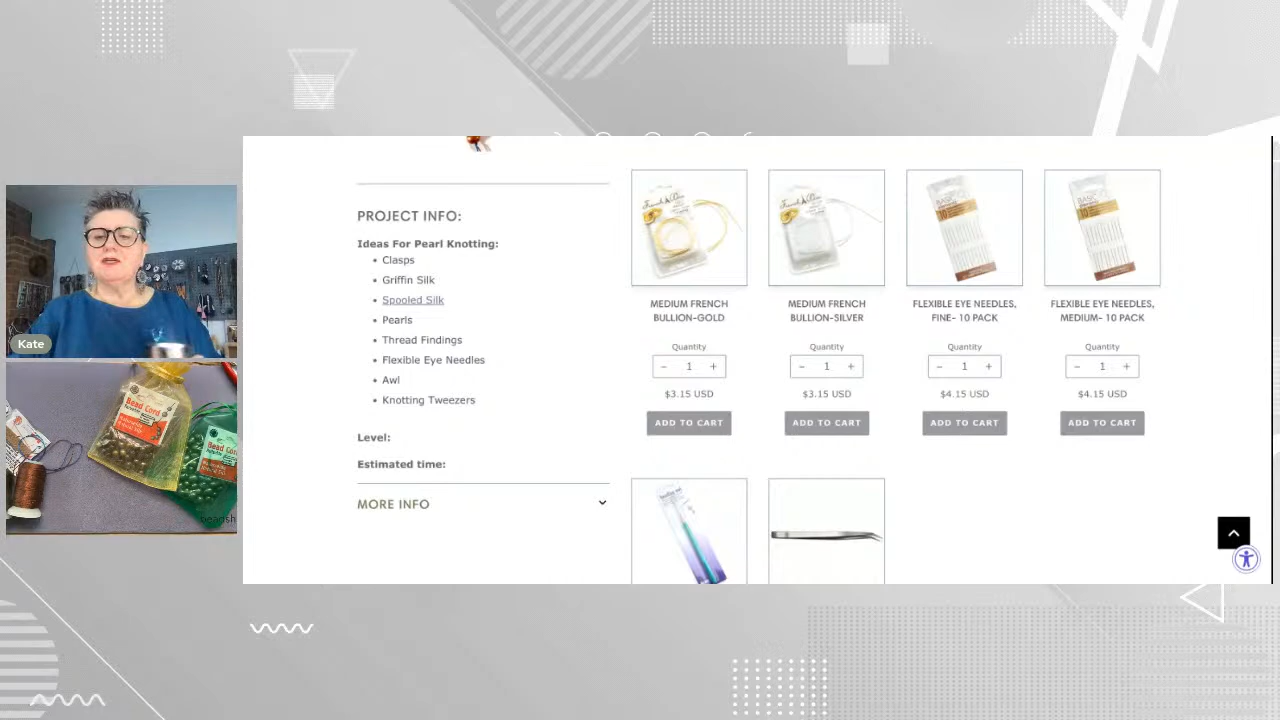 Kate
Bead Cord
Bead Cord
PROJECT INFO:
Ideas For Pearl Knotting:
Clasps
Griffin Silk
Spooled Silk
Pearls
Thread Findings
Flexible Eye Needles
Awl
Knotting Tweezers
Level:
Estimated time:
MORE INFO
MEDIUM FRENCH
BULLION-GOLD
Quantity
− 1 +
$3.15 USD
ADD TO CART
MEDIUM FRENCH
BULLION-SILVER
Quantity
− 1 +
$3.15 USD
ADD TO CART
FLEXIBLE EYE NEEDLES,
FINE- 10 PACK
Quantity
− 1 +
$4.15 USD
ADD TO CART
FLEXIBLE EYE NEEDLES,
MEDIUM- 10 PACK
Quantity
− 1 +
$4.15 USD
ADD TO CART